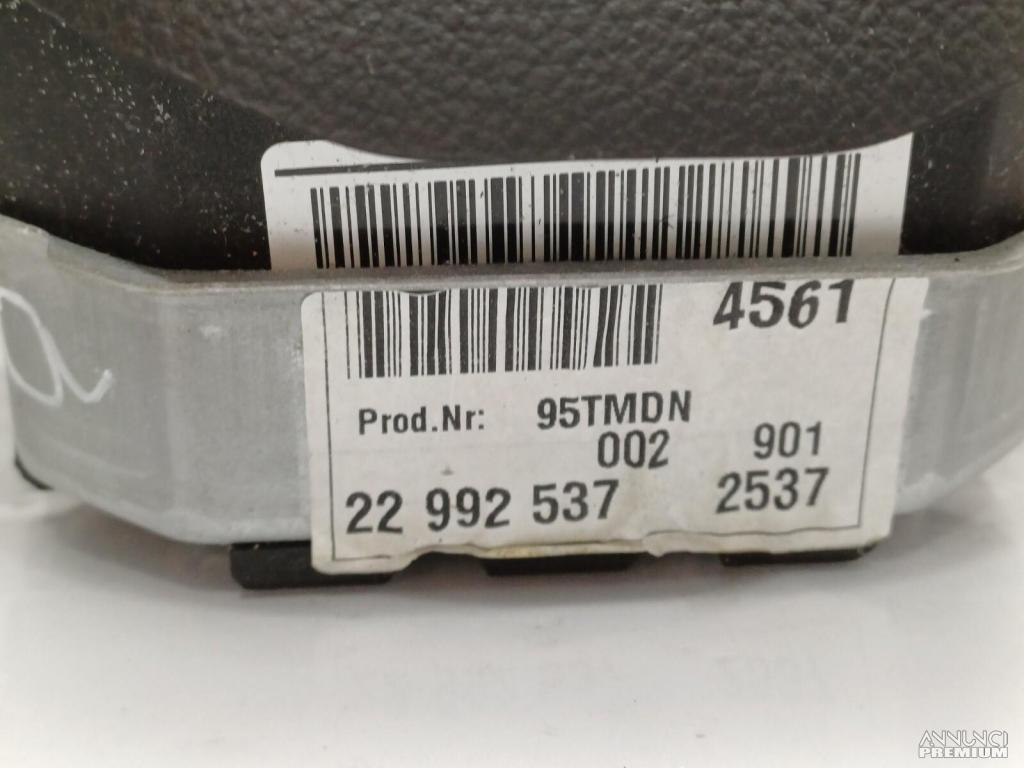 4561
Prod.Nr: 95TMDN
002 901
22 992 537 2537
ANNUNCI
PREMIUM